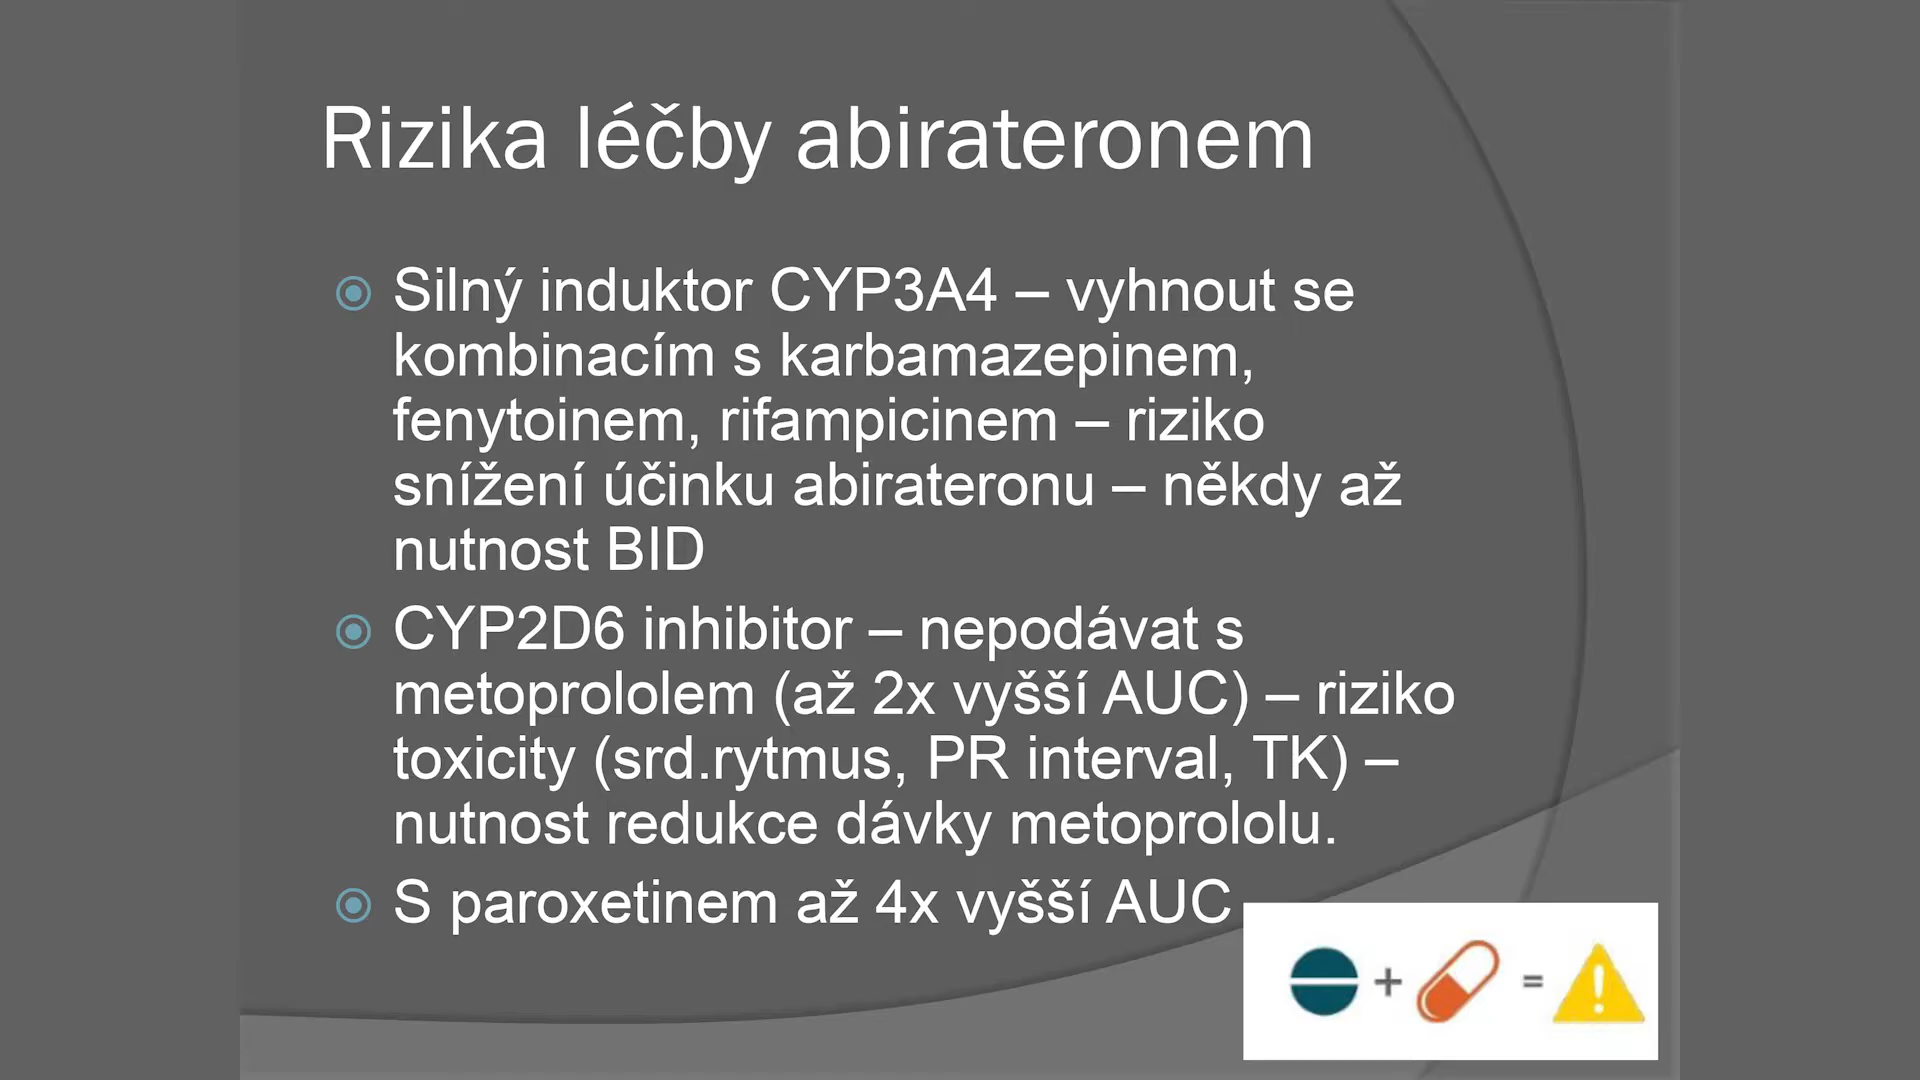 Rizika léčby abirateronem
Silný induktor CYP3A4 – vyhnout se
kombinacím s karbamazepinem,
fenytoinem, rifampicinem – riziko
snížení účinku abirateronu – někdy až
nutnost BID
CYP2D6 inhibitor – nepodávat s
metoprololem (až 2x vyšší AUC) – riziko
toxicity (srd.rytmus, PR interval, TK) –
nutnost redukce dávky metoprololu.
S paroxetinem až 4x vyšší AUC
+ = !